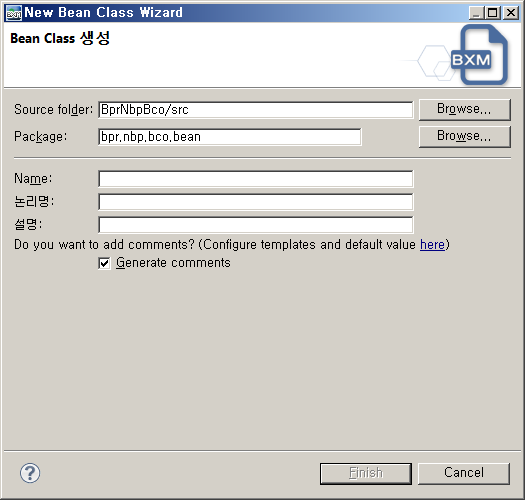 New Bean Class Wizard
Bean Class 생성
BXM
Source folder: BprNbpBco/src Browse...
Package: bpr.nbp.bco.bean Browse...
Name:
논리명:
설명:
Do you want to add comments? (Configure templates and default value here)
Generate comments
? Finish Cancel